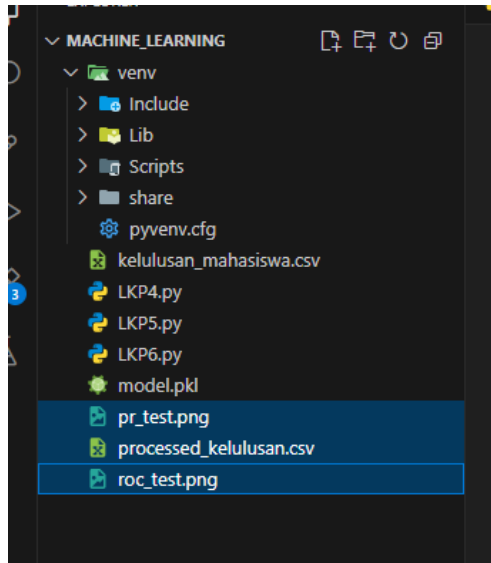 MACHINE_LEARNING
venv
Include
Lib
Scripts
share
pyvenv.cfg
kelulusan_mahasiswa.csv
3
LKP4.py
LKP5.py
LKP6.py
model.pkl
pr_test.png
processed_kelulusan.csv
roc_test.png